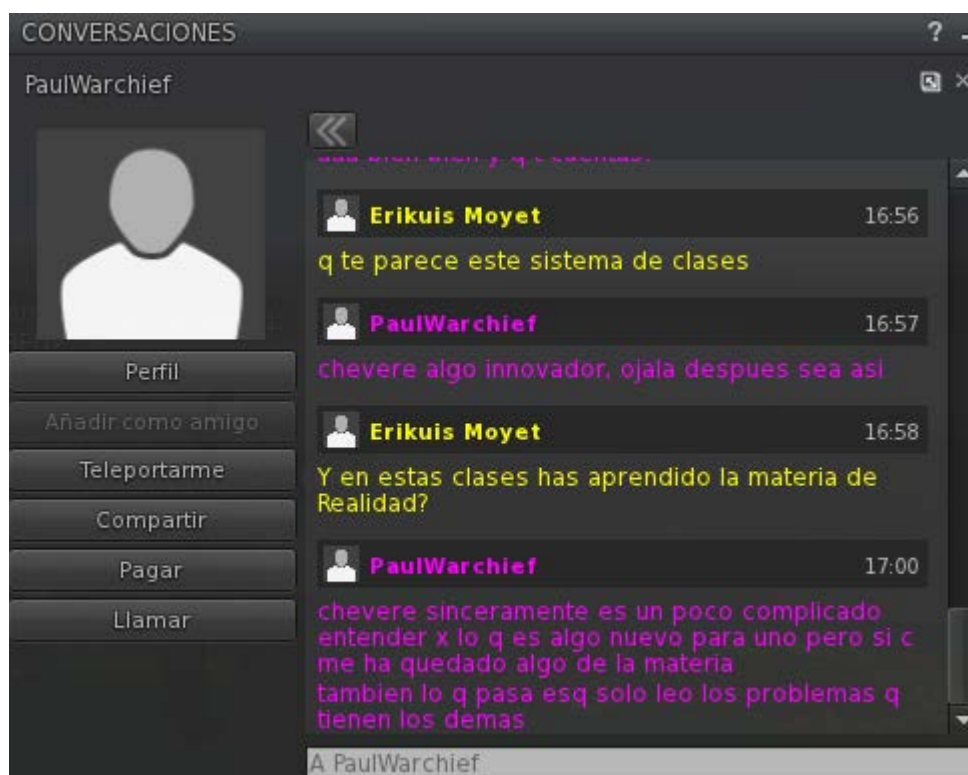 CONVERSACIONES
?
PaulWarchief
Perfil
Añadir como amigo
Teleportarme
Compartir
Pagar
Llamar
bien bien y q t cuentas?
Erikuis Moyet 16:56
q te parece este sistema de clases
PaulWarchief 16:57
chevere algo innovador, ojala despues sea asi
Erikuis Moyet 16:58
Y en estas clases has aprendido la materia de
Realidad?
PaulWarchief 17:00
chevere sinceramente es un poco complicado
entender x lo q es algo nuevo para uno pero si c
me ha quedado algo de la materia
tambien lo q pasa esq solo leo los problemas q
tienen los demas
A PaulWarchief